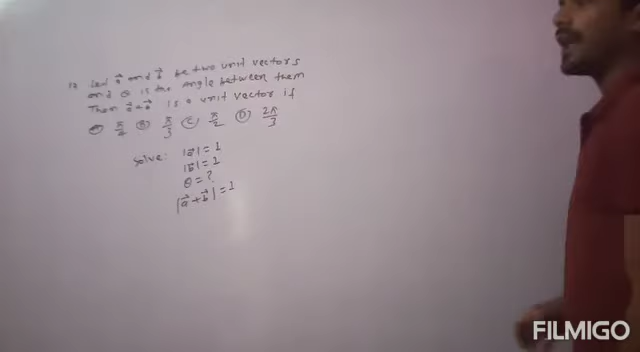 Let a⃗ and b⃗ be two unit vectors
and θ is the angle between them
Then a⃗+b⃗ is a unit vector if
π/4 (B) π/3 (C) π/2 (D) 2π/3
Solve: |a⃗| = 1
|b⃗| = 1
θ = ?
|a⃗ + b⃗| = 1
FILMIGO